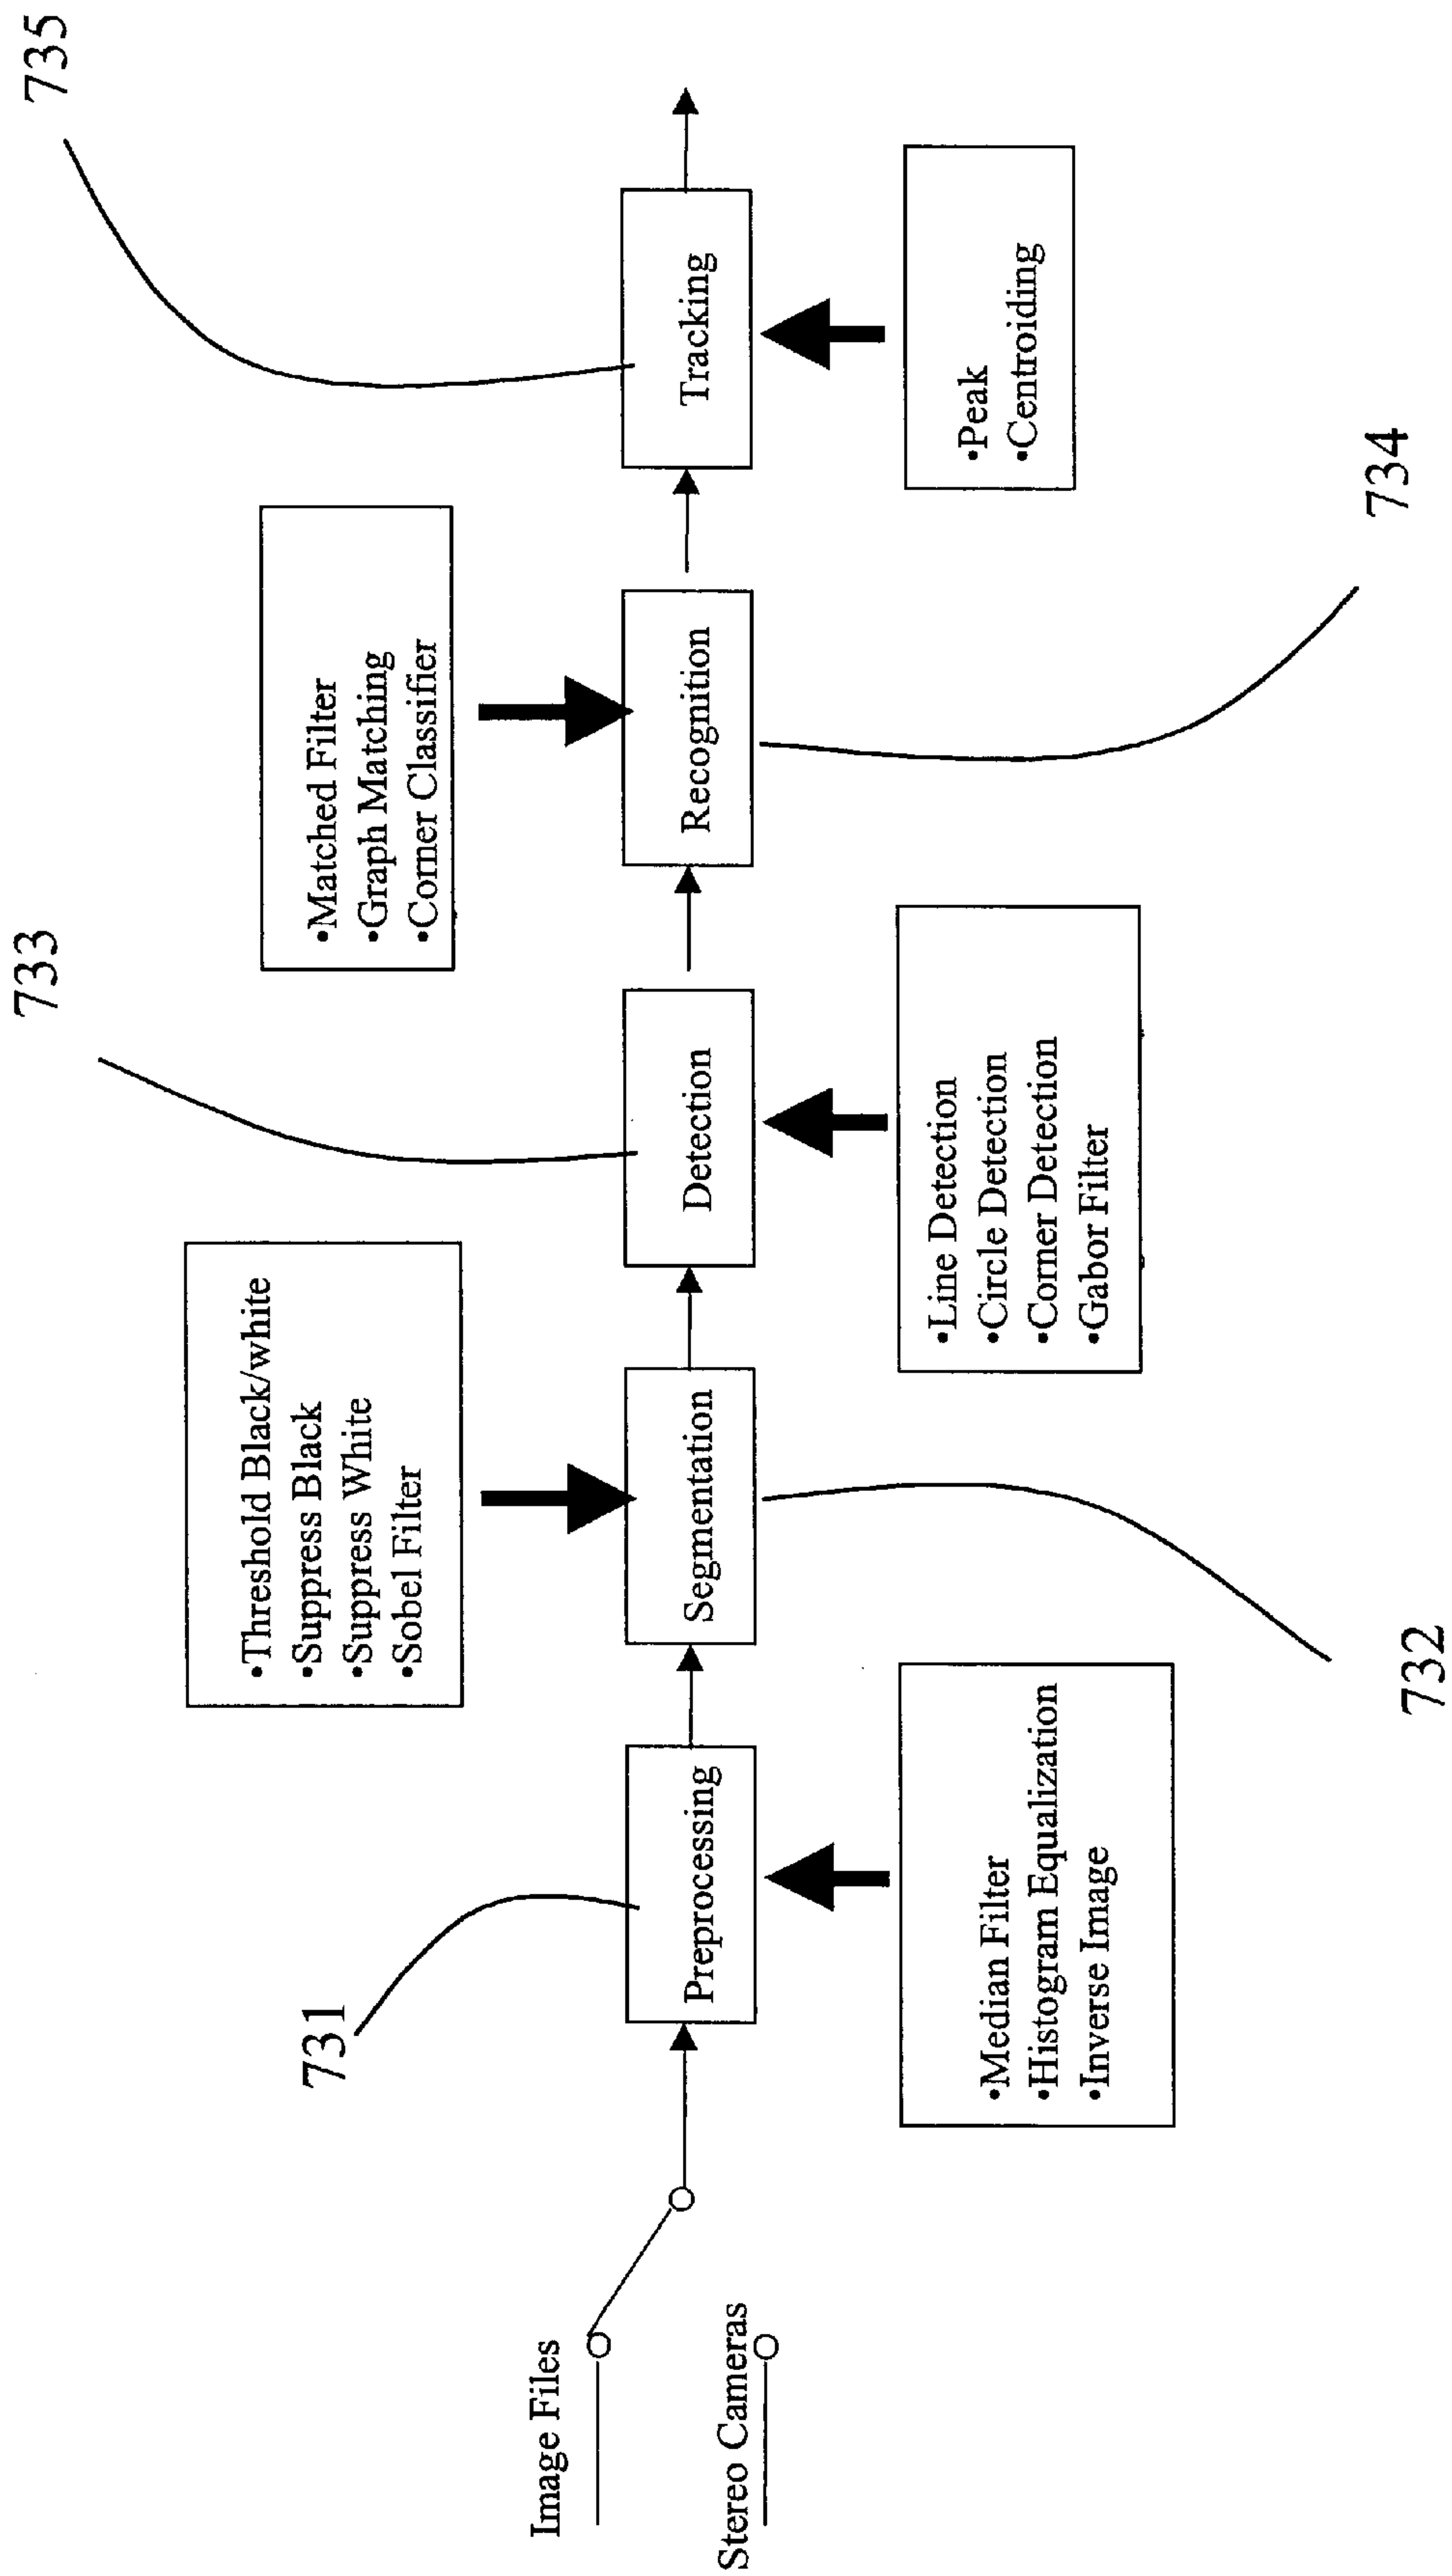 735
733
•Threshold Black/white
•Suppress Black
•Suppress White
•Sobel Filter
•Matched Filter
•Graph Matching
•Corner Classifier
731
Image Files
Stereo Cameras
Preprocessing
Segmentation
Detection
Recognition
Tracking
•Median Filter
•Histogram Equalization
•Inverse Image
•Line Detection
•Circle Detection
•Corner Detection
•Gabor Filter
•Peak
•Centroiding
732
734